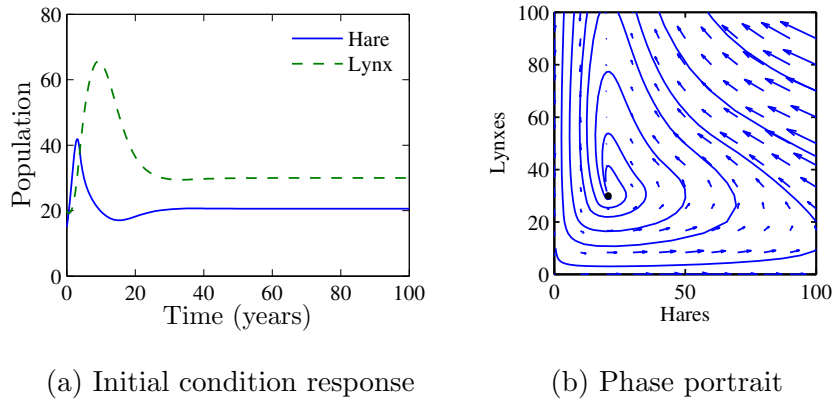 80
60
40
20
0
Population
Hare
Lynx
0 20 40 60 80 100
Time (years)
(a) Initial condition response
100
80
60
40
20
0
Lynxes
0 50 100
Hares
(b) Phase portrait